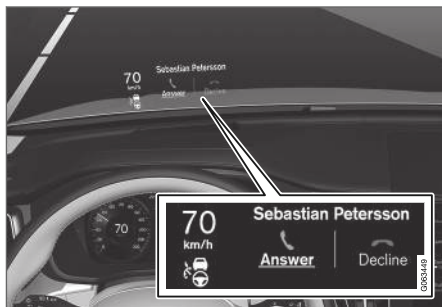 Sebastian Petersson
70
km/h
Answer
Decline
70
70
km/h
Sebastian Petersson
Answer
Decline
G063449